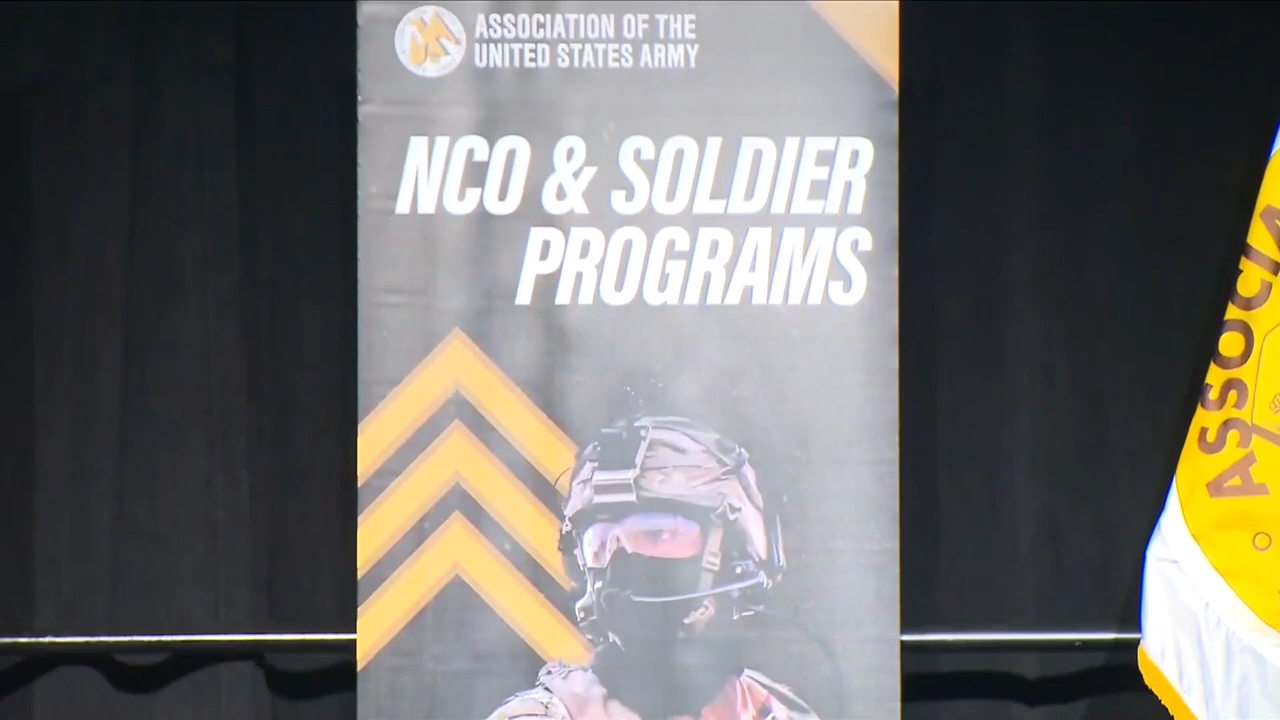 ASSOCIATION OF THE
UNITED STATES ARMY
NCO & SOLDIER
PROGRAMS
ASSOCIA